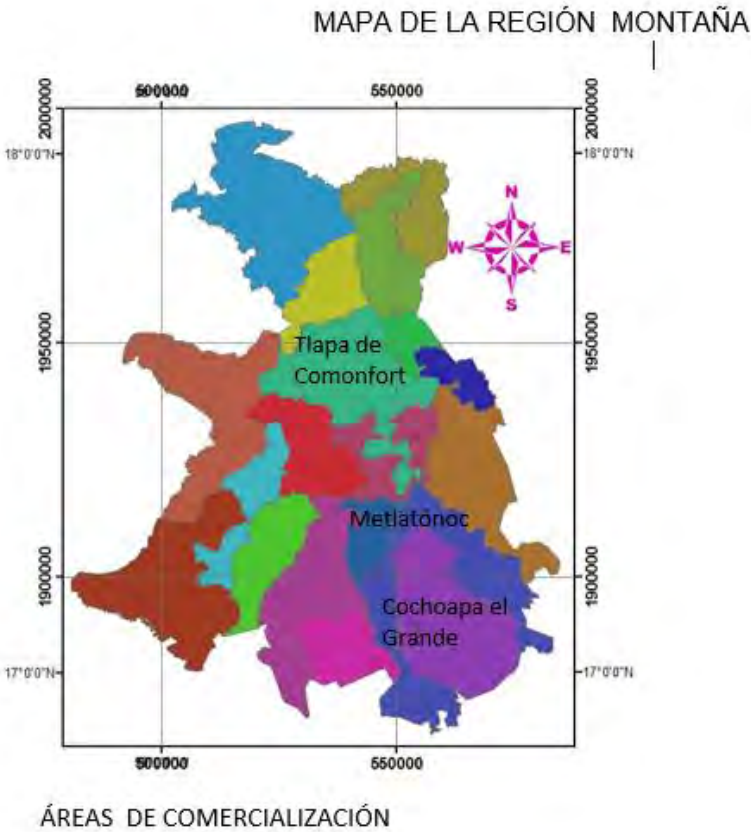 MAPA DE LA REGIÓN  MONTAÑA
500000
550000
2000000
2000000
18°0'0"N
18°0'0"N
N
W
E
S
1950000
Tlapa de
Comonfort
1950000
Metlatónoc
1900000
1900000
Cochoapa el
Grande
17°0'0"N
17°0'0"N
500000
550000
ÁREAS  DE COMERCIALIZACIÓN